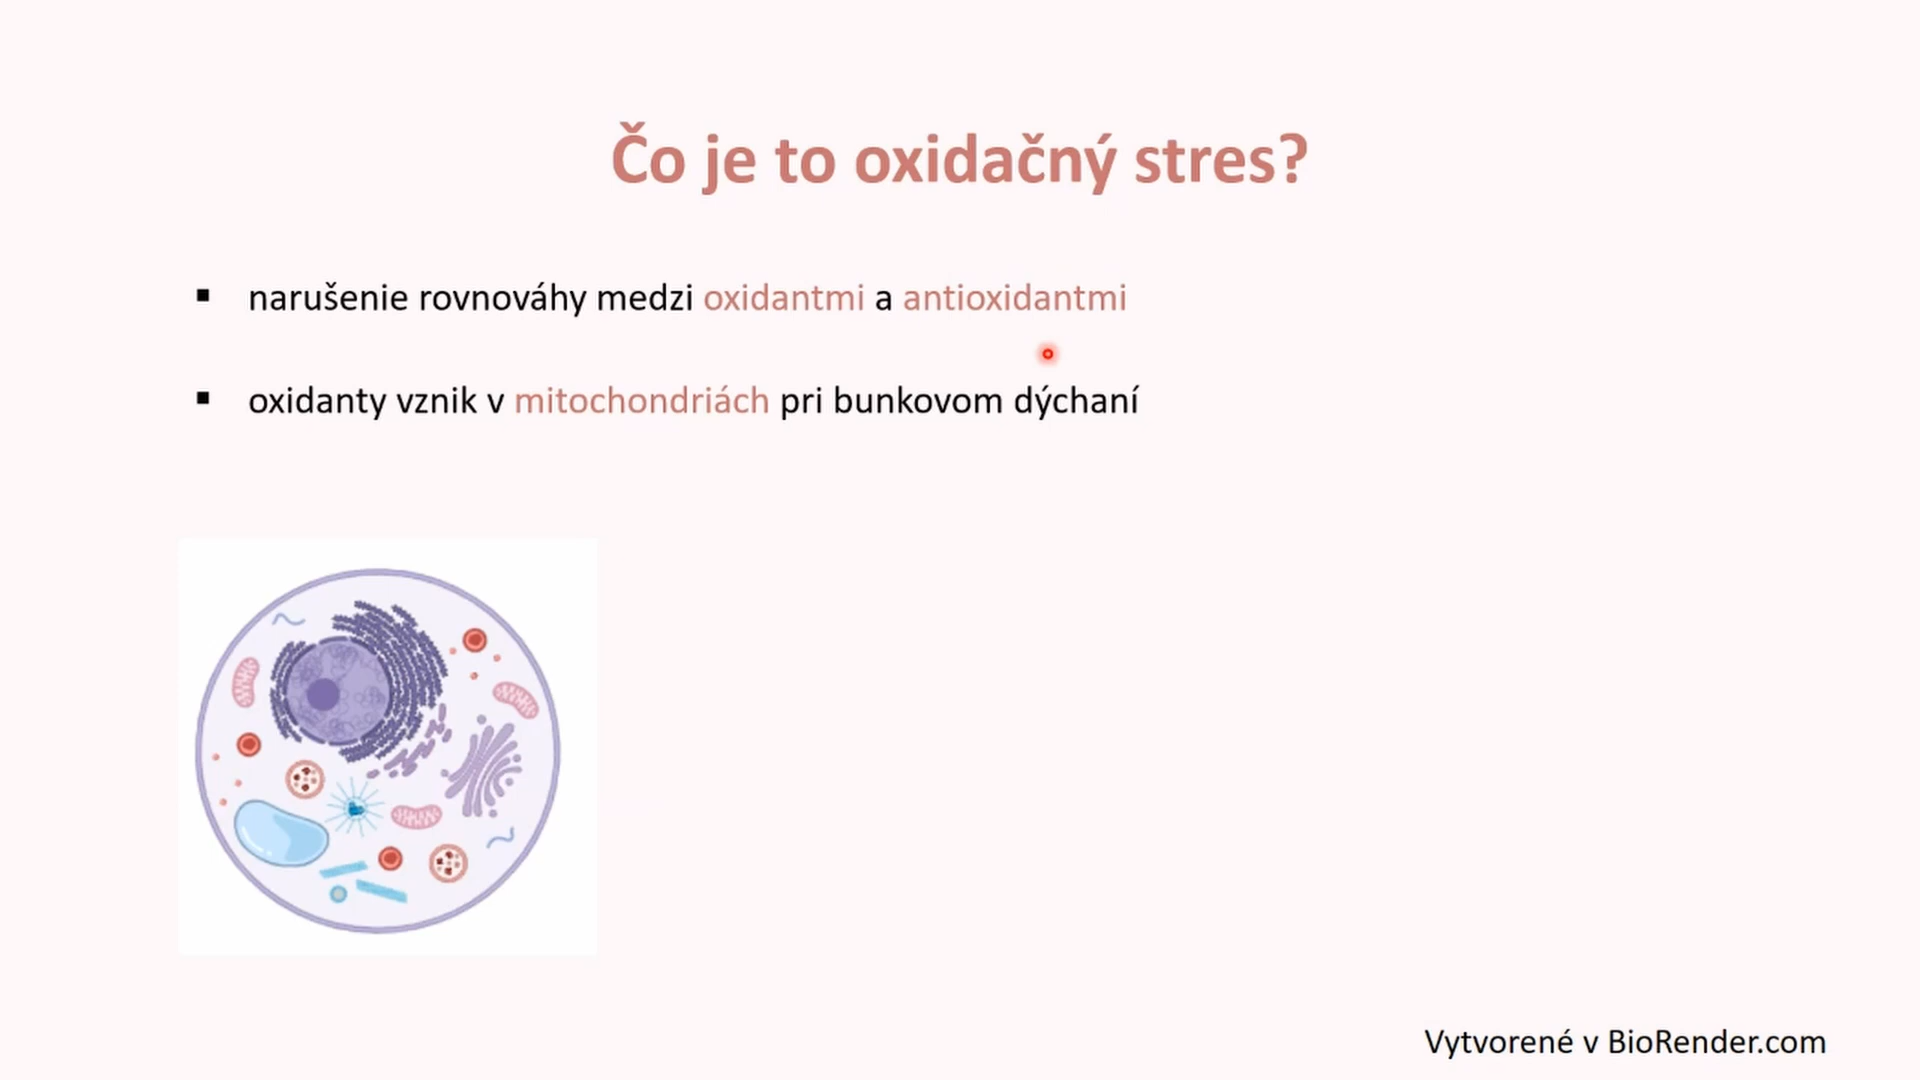 Čo je to oxidačný stres?
▪ narušenie rovnováhy medzi oxidantmi a antioxidantmi
▪ oxidanty vznik v mitochondriách pri bunkovom dýchaní
Vytvorené v BioRender.com